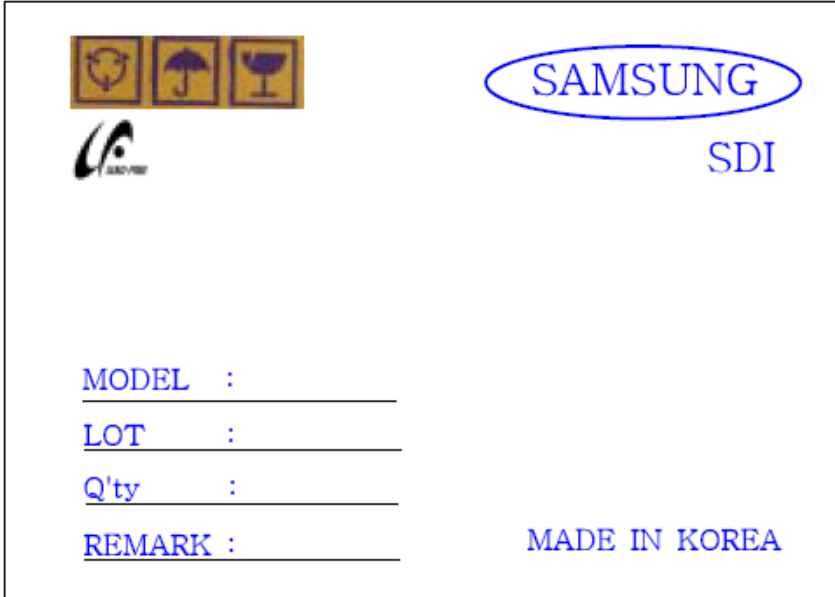 SAMSUNG
SDI
MODEL :
LOT :
Q'ty :
REMARK :
MADE IN KOREA